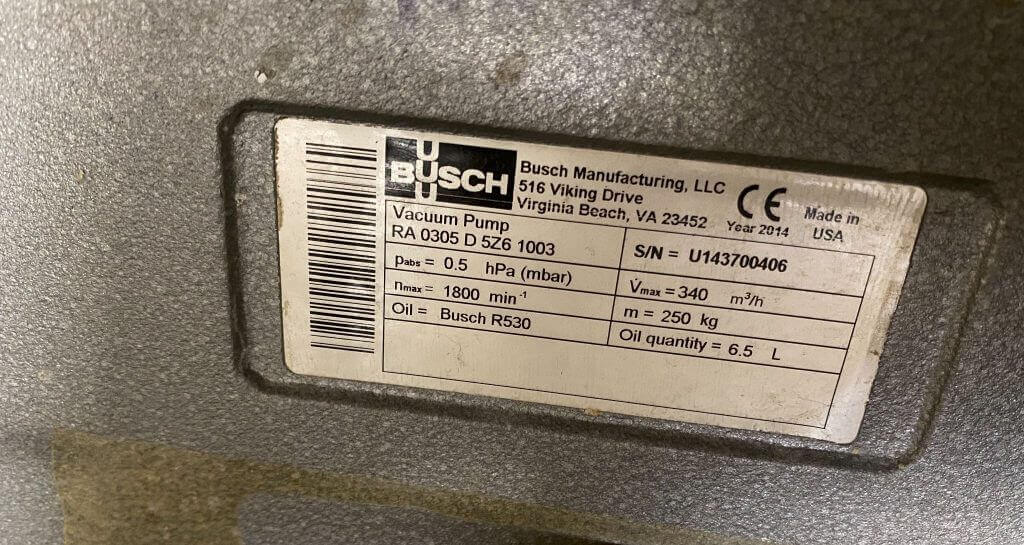 BUSCH
Busch Manufacturing, LLC
516 Viking Drive
Virginia Beach, VA 23452
CE
Year 2014
Made in
USA
Vacuum Pump
RA 0305 D 5Z6 1003
S/N = U143700406
pabs = 0.5 hPa (mbar)
V̇max = 340 m³/h
nmax = 1800 min⁻¹
m = 250 kg
Oil = Busch R530
Oil quantity = 6.5 L